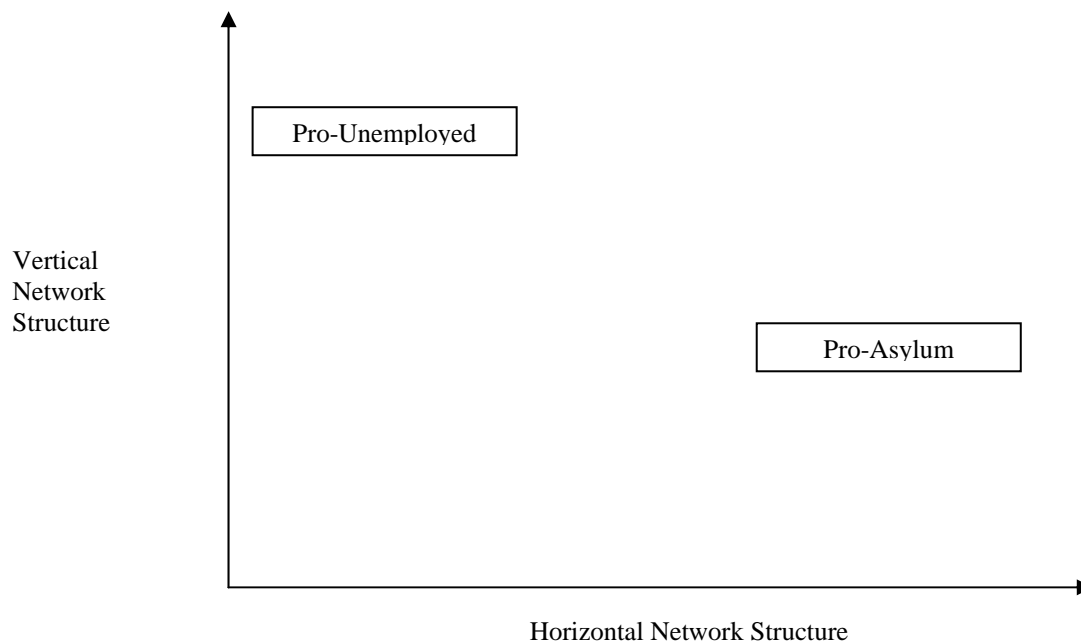 Pro-Unemployed
Vertical
Network
Structure
Pro-Asylum
Horizontal Network Structure